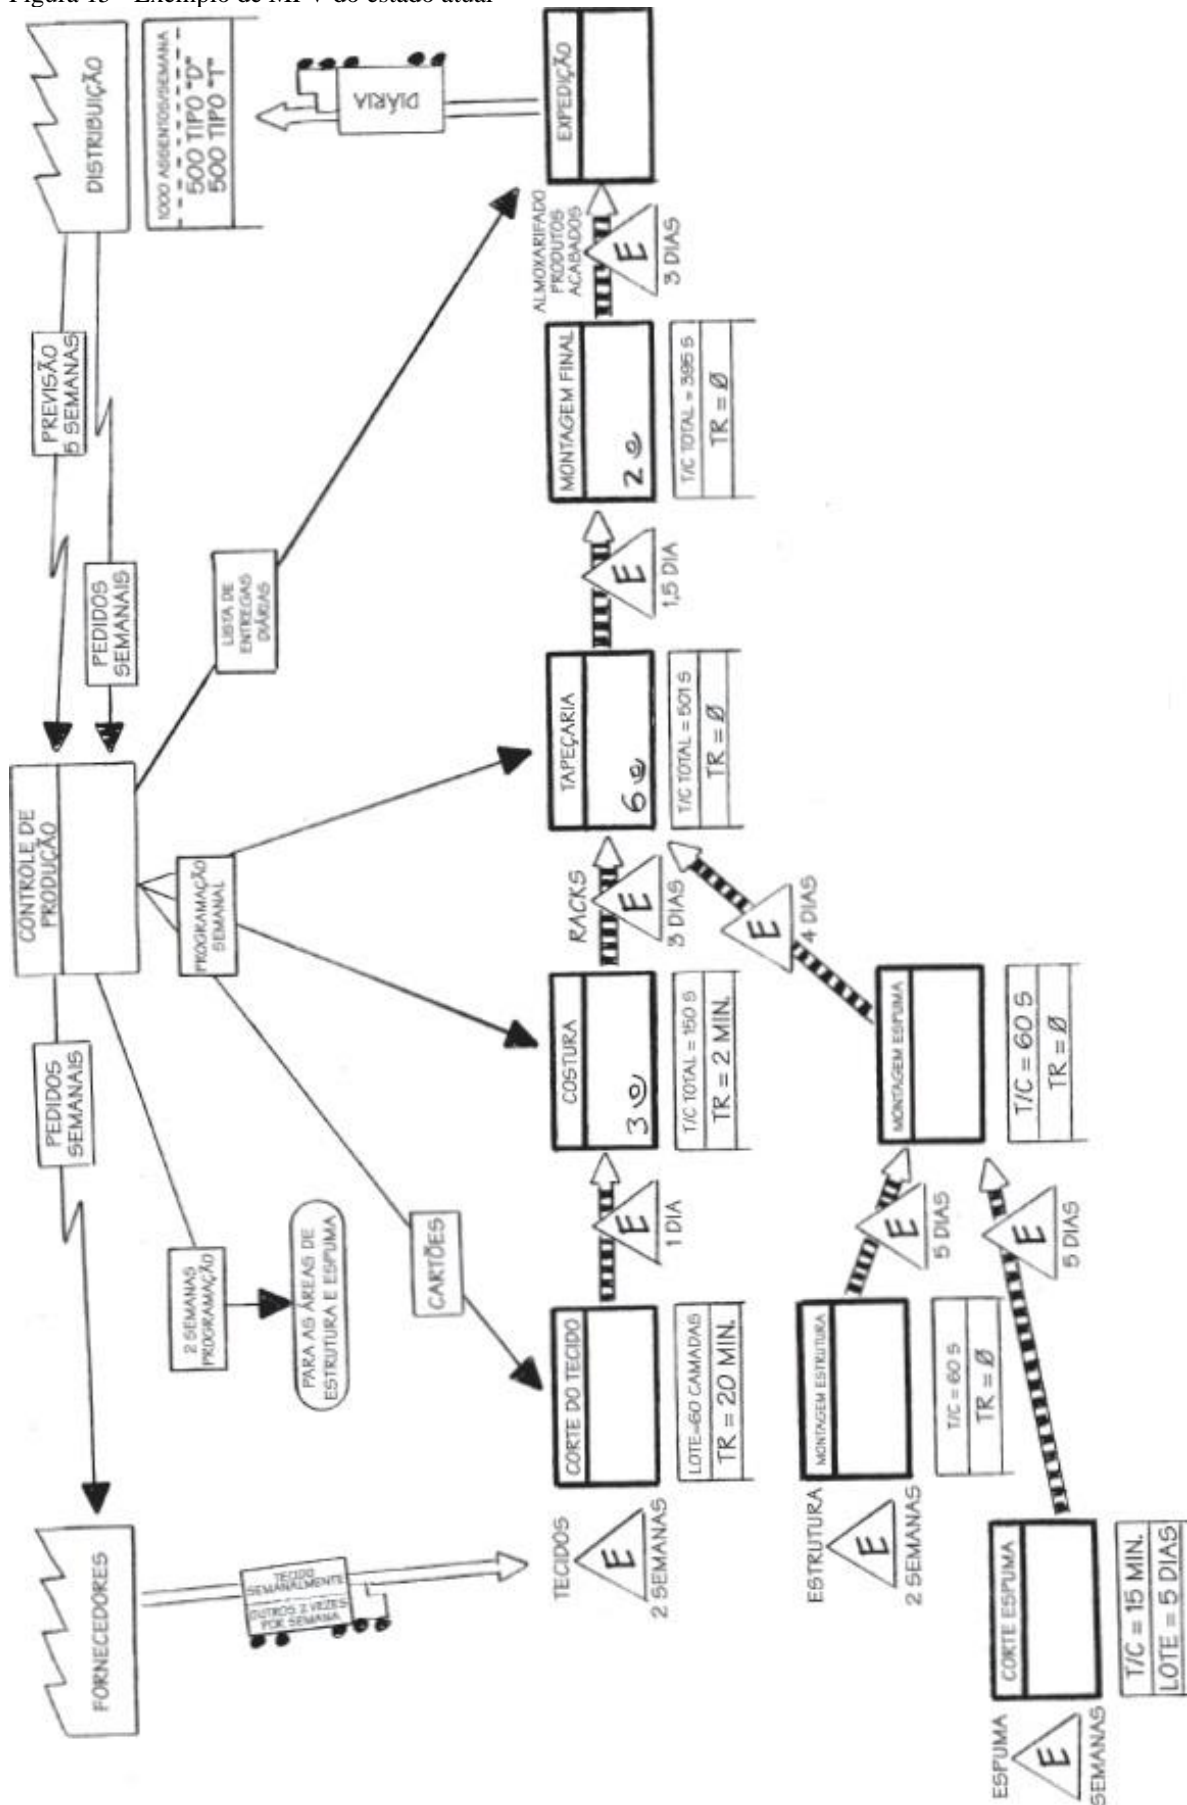 Figura 15 – Exemplo de MFV do estado atual
FORNECEDORES
PEDIDOS
SEMANAIS
CONTROLE DE
PRODUÇÃO
PREVISÃO
5 SEMANAS
PEDIDOS
SEMANAIS
DISTRIBUIÇÃO
1000 ASSENTOS/SEMANA
500 TIPO "D"
500 TIPO "T"
2 SEMANAS
PROGRAMAÇÃO
PARA AS ÁREAS DE
ESTRUTURA E ESPUMA
PROGRAMAÇÃO
SEMANAL
CARTÕES
LISTA DE
ENTREGAS
DIÁRIAS
TECIDO
SEMANALMENTE
OUTROS 2 VEZES
POR SEMANA
DIÁRIA
TECIDOS
E
2 SEMANAS
CORTE DO TECIDO
LOTE=60 CAMADAS
TR = 20 MIN.
E
1 DIA
COSTURA
3
T/C TOTAL = 150 S
TR = 2 MIN.
RACKS
E
3 DIAS
TAPEÇARIA
6
T/C TOTAL = 501 S
TR = Ø
E
1,5 DIA
MONTAGEM FINAL
2
T/C TOTAL = 395 S
TR = Ø
ALMOXARIFADO
PRODUTOS
ACABADOS
E
3 DIAS
EXPEDIÇÃO
ESTRUTURA
E
2 SEMANAS
MONTAGEM ESTRUTURA
T/C = 60 S
TR = Ø
E
5 DIAS
MONTAGEM ESPUMA
T/C = 60 S
TR = Ø
E
4 DIAS
ESPUMA
E
SEMANAS
CORTE ESPUMA
T/C = 15 MIN.
LOTE = 5 DIAS
E
5 DIAS